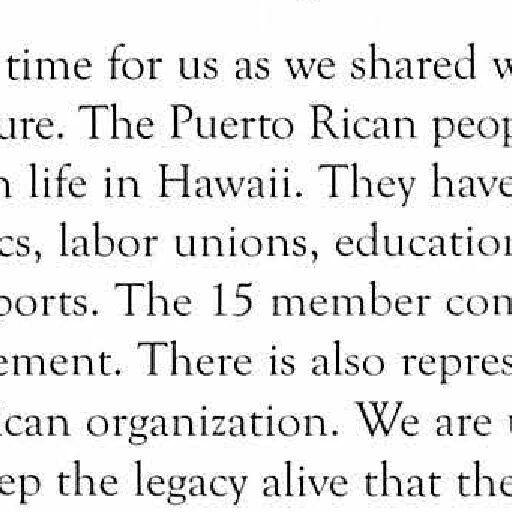 time for us as we shared w
ure. The Puerto Rican peop
n life in Hawaii. They have
cs, labor unions, education
ports. The 15 member com
ement. There is also repres
ican organization. We are u
ep the legacy alive that the